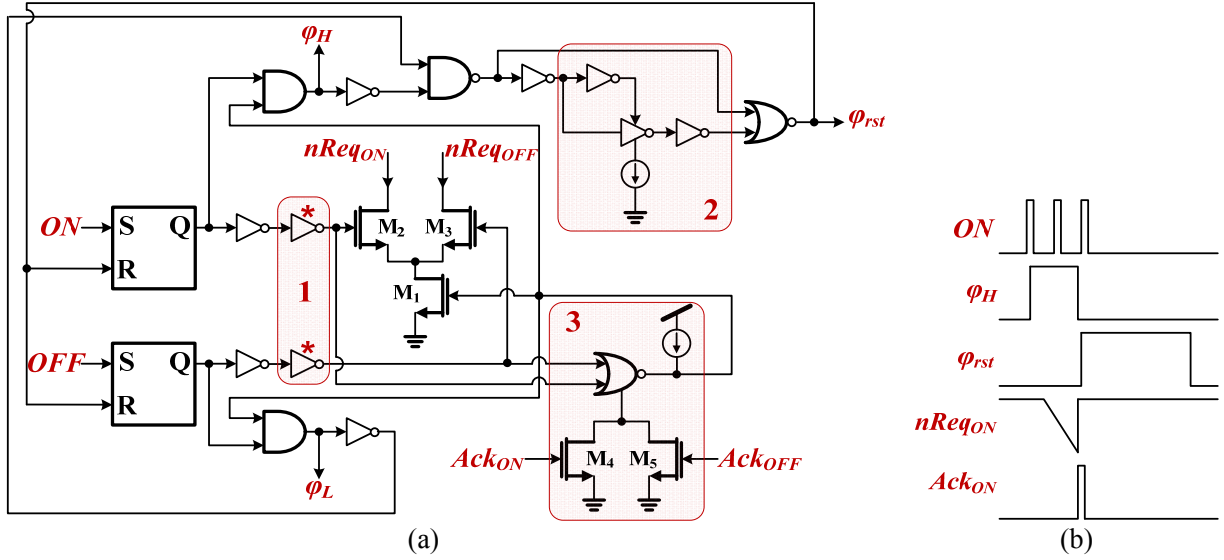 φH
φrst
nReqON nReqOFF
2
ON S Q
R
* M2 M3
1 M1
3
OFF S Q *
R
AckON M4 M5 AckOFF
φL
(a)
ON
φH
φrst
nReqON
AckON
(b)